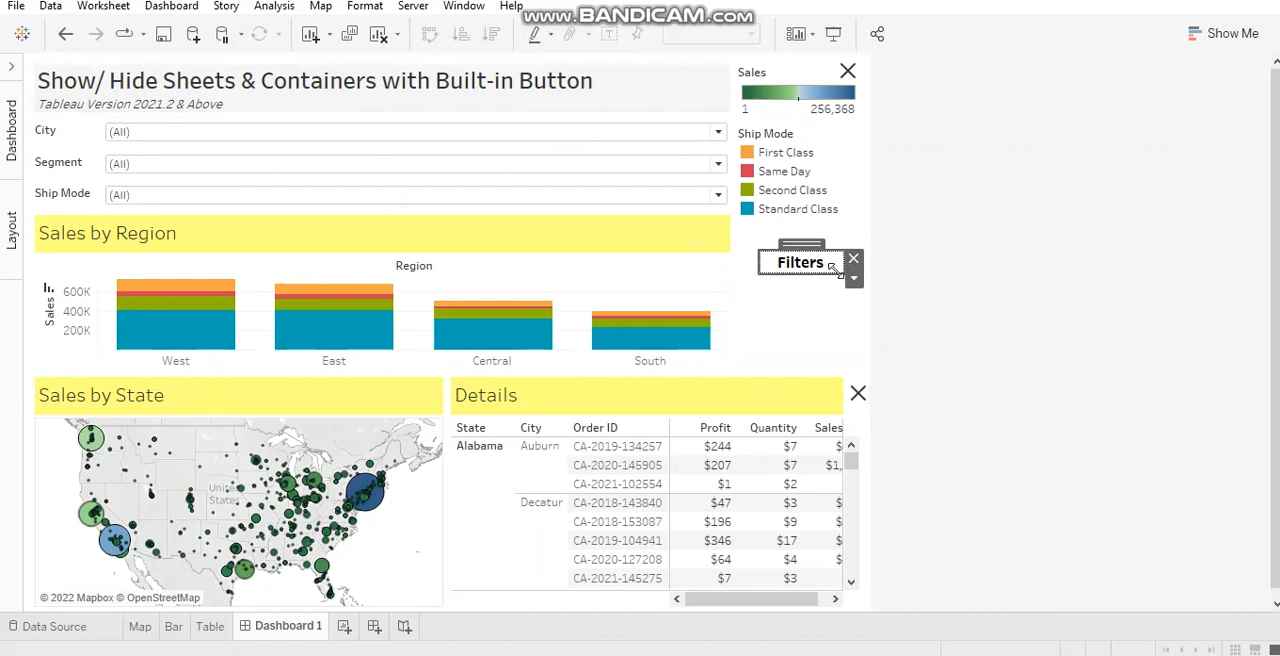 File Data Worksheet Dashboard Story Analysis Map Format Server Window Help
www.BANDICAM.com
Show Me
Dashboard
Layout
Show/ Hide Sheets & Containers with Built-in Button
Tableau Version 2021.2 & Above
City (All)
Segment (All)
Ship Mode (All)
Sales
1 256,368
Ship Mode
First Class
Same Day
Second Class
Standard Class
Filters
Sales by Region
Region
Sales
600K
400K
200K
West East Central South
Sales by State
United
States
© 2022 Mapbox © OpenStreetMap
Details
State City Order ID Profit Quantity Sales
Alabama Auburn CA-2019-134257 $244 $7 $
CA-2020-145905 $207 $7 $1,
CA-2021-102554 $1 $2
Decatur CA-2018-143840 $47 $3 $
CA-2018-153087 $196 $9 $
CA-2019-104941 $346 $17 $
CA-2020-127208 $64 $4 $
CA-2021-145275 $7 $3
Data Source Map Bar Table Dashboard 1